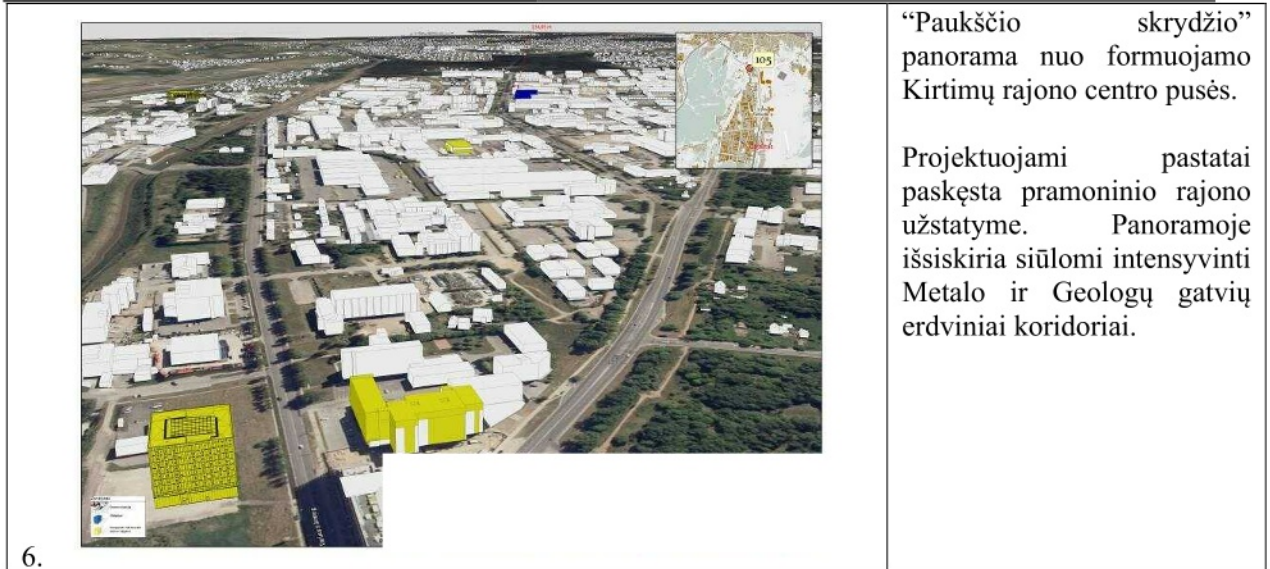 105
6.
“Paukščio skrydžio”
panorama nuo formuojamo
Kirtimų rajono centro pusės.
Projektuojami pastatai
paskęsta pramoninio rajono
užstatyme. Panoramoje
išsiskiria siūlomi intensyvinti
Metalo ir Geologų gatvių
erdviniai koridoriai.